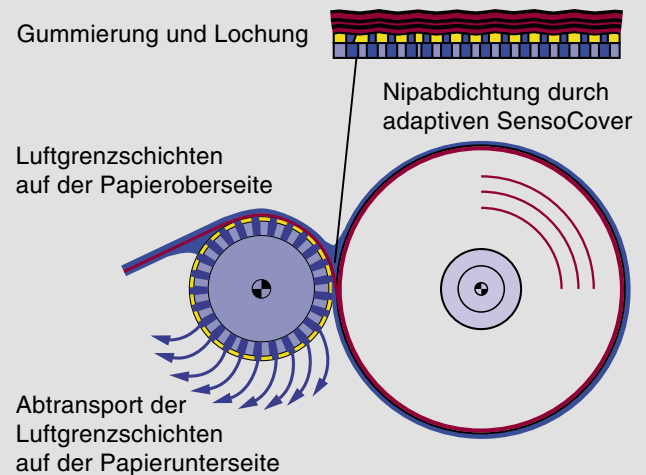 Gummierung und Lochung
Nipabdichtung durch
adaptiven SensoCover
Luftgrenzschichten
auf der Papieroberseite
Abtransport der
Luftgrenzschichten
auf der Papierunterseite